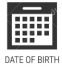 DATE OF BIRTH